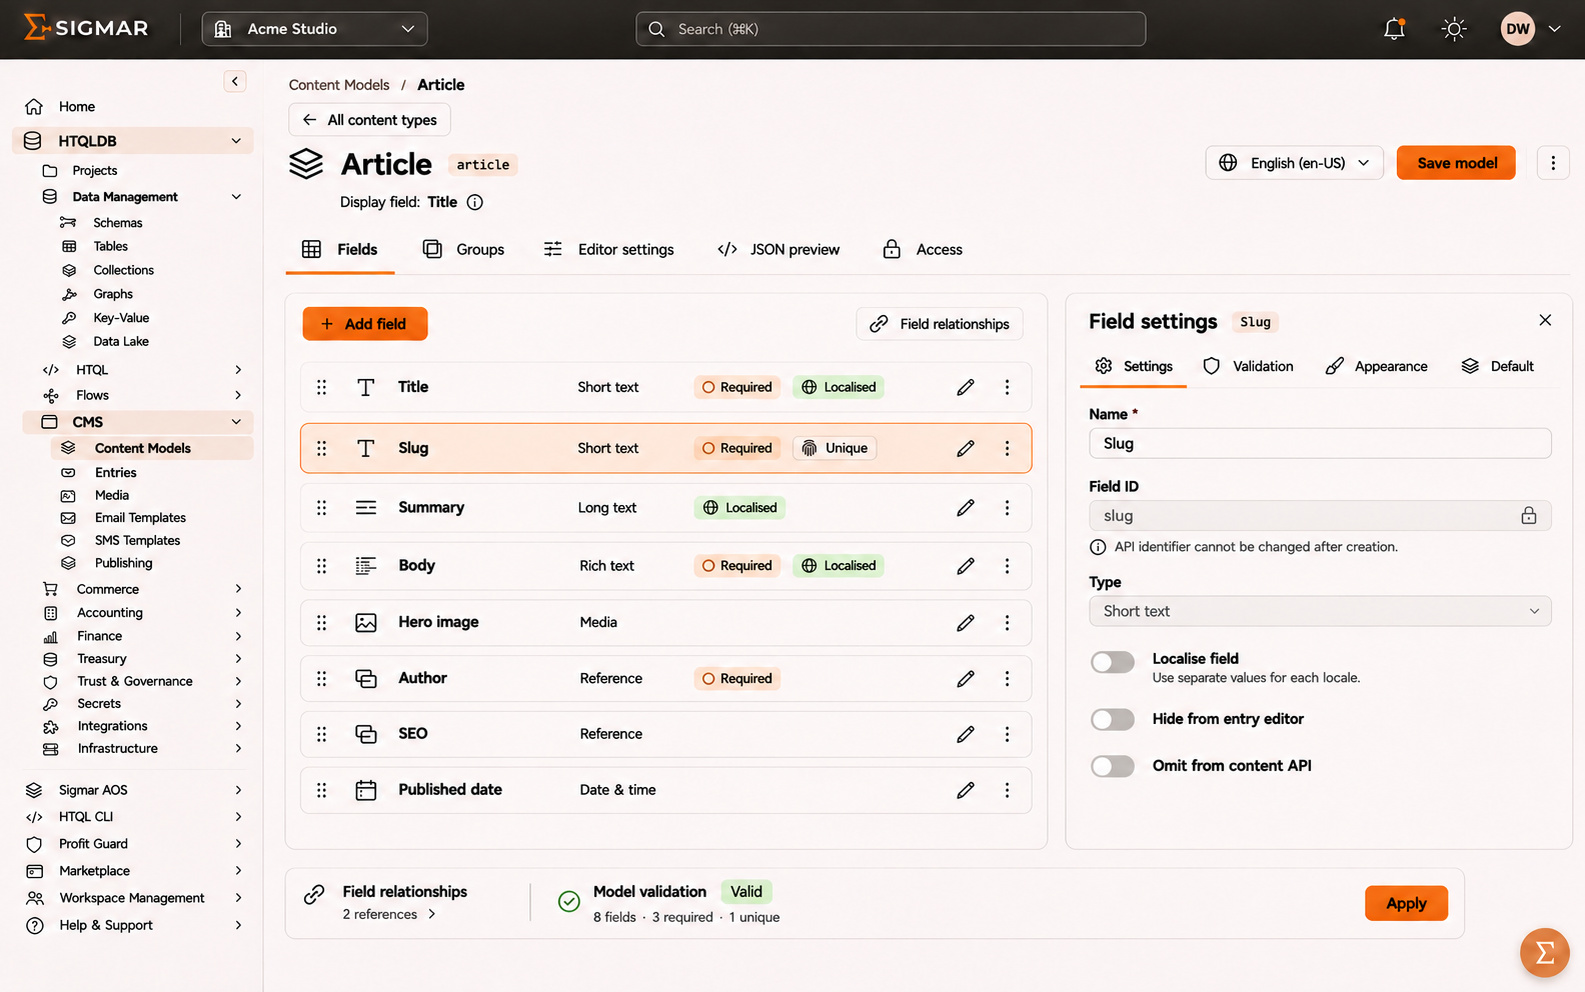 SIGMAR
Acme Studio
Search (⌘K)
DW
Home
HTQLDB
Projects
Data Management
Schemas
Tables
Collections
Graphs
Key-Value
Data Lake
HTQL
Flows
CMS
Content Models
Entries
Media
Email Templates
SMS Templates
Publishing
Commerce
Accounting
Finance
Treasury
Trust & Governance
Secrets
Integrations
Infrastructure
Sigmar AOS
HTQL CLI
Profit Guard
Marketplace
Workspace Management
Help & Support
Content Models / Article
All content types
Article article
Display field: Title
English (en-US)
Save model
Fields Groups Editor settings JSON preview Access
+ Add field
Field relationships
Title Short text Required Localised
Slug Short text Required Unique
Summary Long text Localised
Body Rich text Required Localised
Hero image Media
Author Reference Required
SEO Reference
Published date Date & time
Field settings Slug
Settings Validation Appearance Default
Name *
Slug
Field ID
slug
API identifier cannot be changed after creation.
Type
Short text
Localise field
Use separate values for each locale.
Hide from entry editor
Omit from content API
Field relationships
2 references
Model validation Valid
8 fields · 3 required · 1 unique
Apply